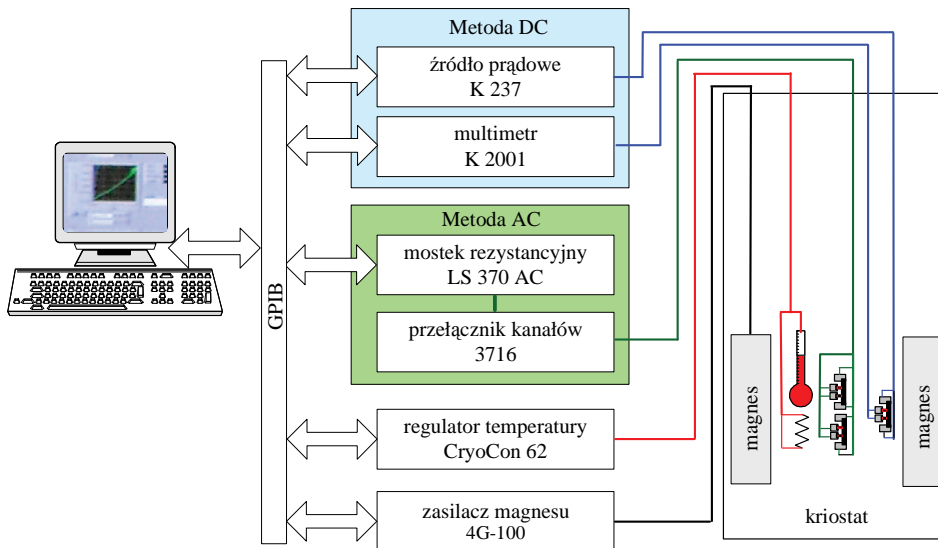 Metoda DC
źródło prądowe
K 237
multimetr
K 2001
Metoda AC
mostek rezystancyjny
LS 370 AC
przełącznik kanałów
3716
GPIB
regulator temperatury
CryoCon 62
zasilacz magnesu
4G-100
magnes
magnes
kriostat